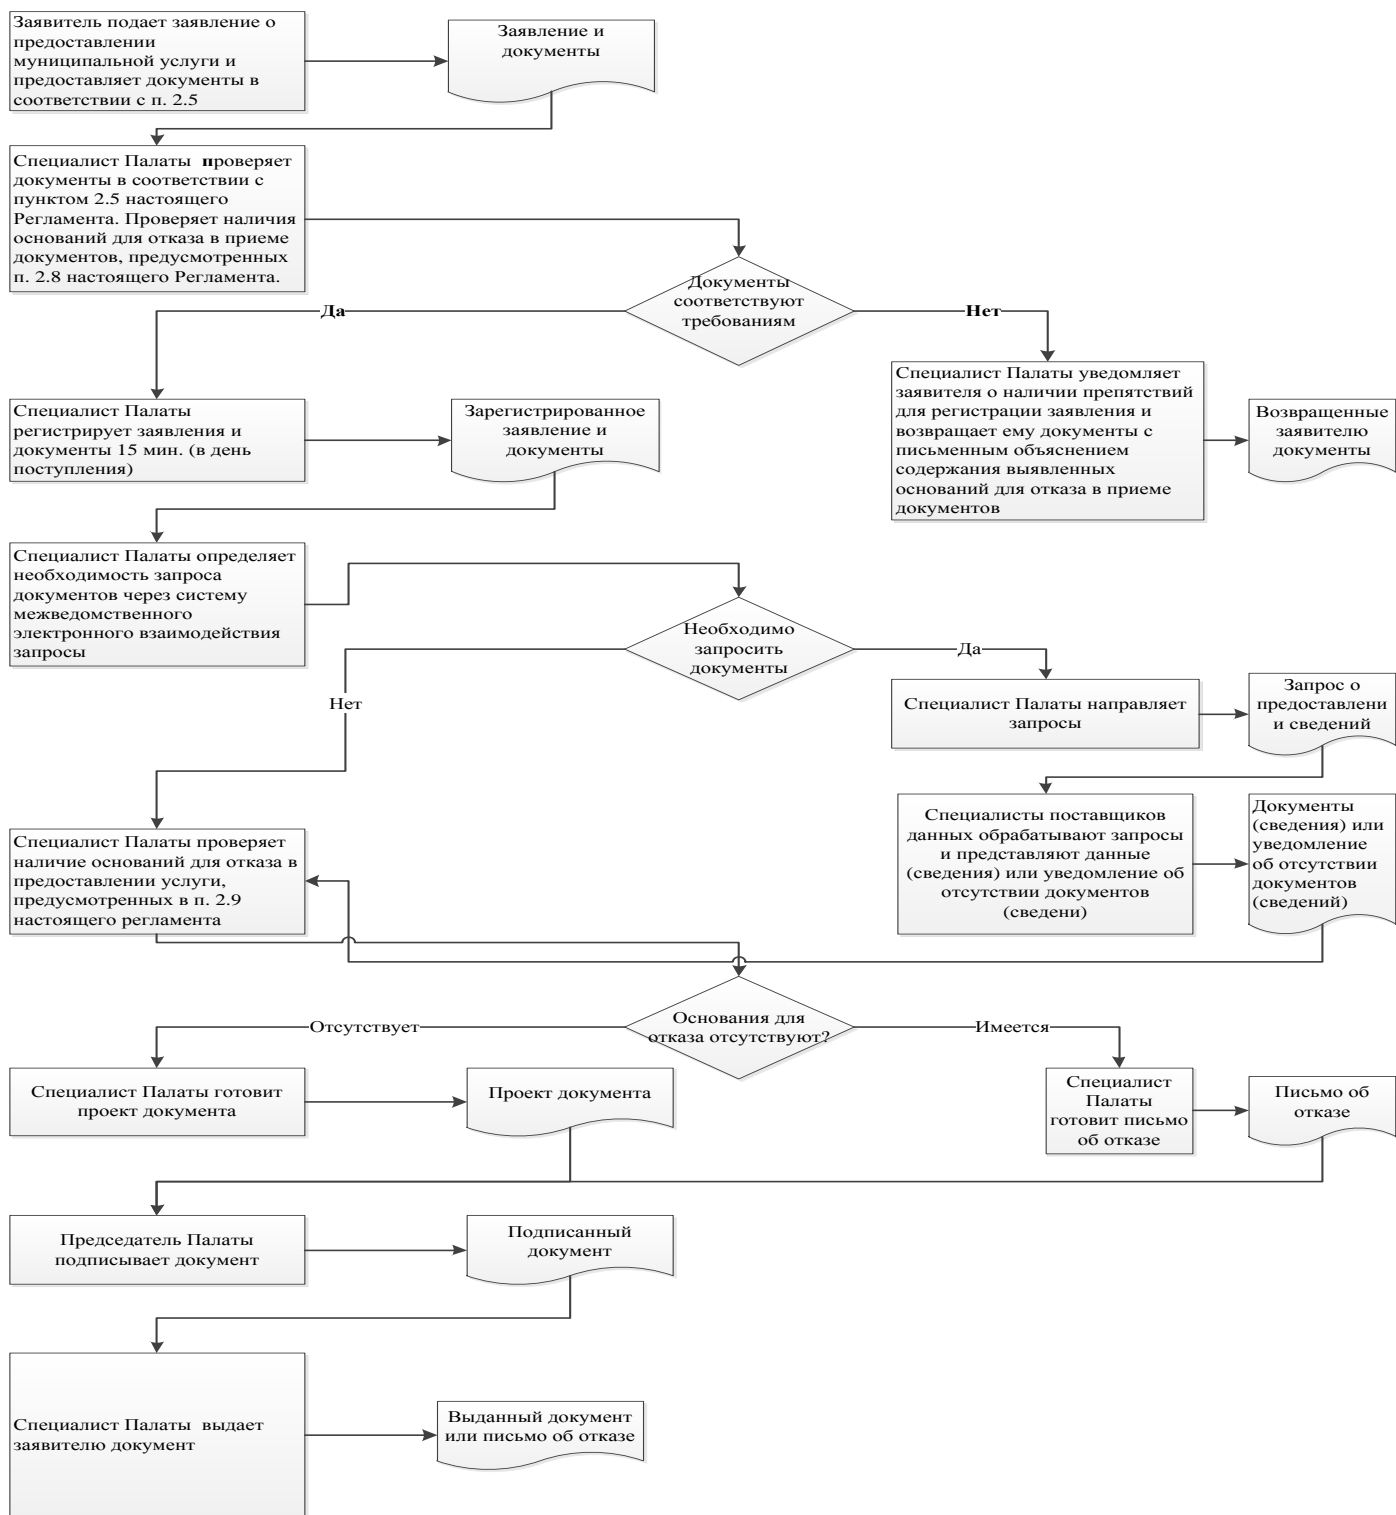 Заявитель подает заявление о
предоставлении
муниципальной услуги и
предоставляет документы в
соответствии с п. 2.5
Заявление и
документы
Специалист Палаты проверяет
документы в соответствии с
пунктом 2.5 настоящего
Регламента. Проверяет наличия
оснований для отказа в приеме
документов, предусмотренных
п. 2.8 настоящего Регламента.
Документы
соответствуют
требованиям
Да
Нет
Специалист Палаты
регистрирует заявления и
документы 15 мин. (в день
поступления)
Зарегистрированное
заявление и
документы
Специалист Палаты уведомляет
заявителя о наличии препятствий
для регистрации заявления и
возвращает ему документы с
письменным объяснением
содержания выявленных
оснований для отказа в приеме
документов
Возвращенные
заявителю
документы
Специалист Палаты определяет
необходимость запроса
документов через систему
межведомственного
электронного взаимодействия
запросы
Необходимо
запросить
документы
Да
Нет
Специалист Палаты направляет
запросы
Запрос о
предоставлени
и сведений
Специалисты поставщиков
данных обрабатывают запросы
и представляют данные
(сведения) или уведомление об
отсутствии документов
(сведени)
Документы
(сведения) или
уведомление
об отсутствии
документов
(сведений)
Специалист Палаты проверяет
наличие оснований для отказа в
предоставлении услуги,
предусмотренных в п. 2.9
настоящего регламента
Основания для
отказа отсутствуют?
Отсутствует
Имеется
Специалист Палаты готовит
проект документа
Проект документа
Специалист
Палаты
готовит письмо
об отказе
Письмо об
отказе
Председатель Палаты
подписывает документ
Подписанный
документ
Специалист Палаты выдает
заявителю документ
Выданный документ
или письмо об отказе